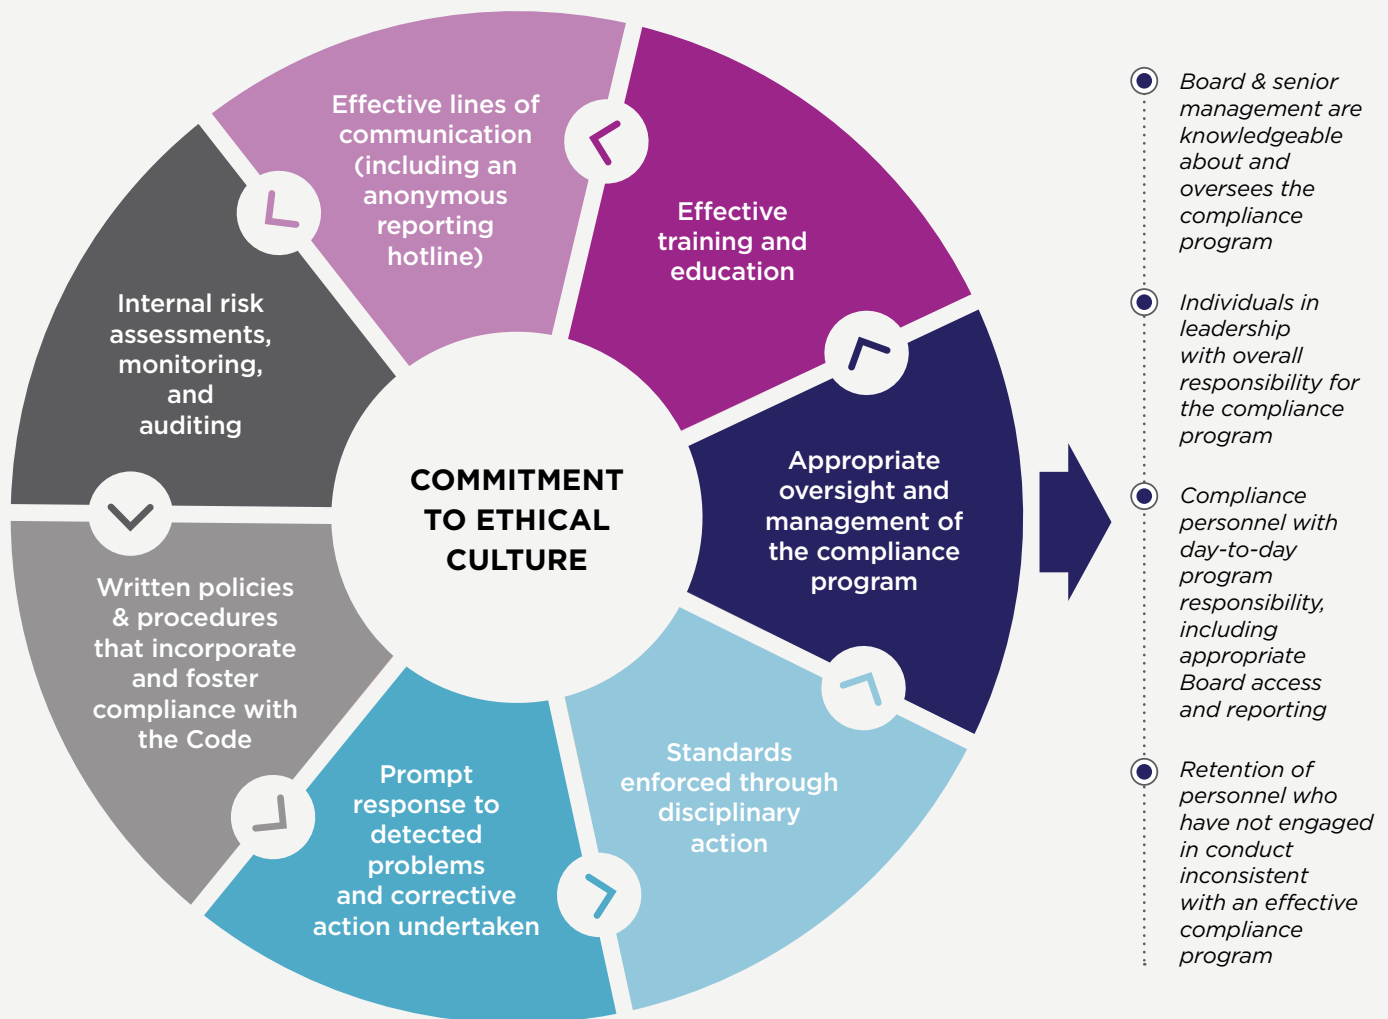 Effective lines of
communication
(including an
anonymous
reporting
hotline)
Effective
training and
education
Internal risk
assessments,
monitoring,
and
auditing
COMMITMENT
TO ETHICAL
CULTURE
Appropriate
oversight and
management of
the compliance
program
Written policies
& procedures
that incorporate
and foster
compliance with
the Code
Prompt
response to
detected
problems
and corrective
action undertaken
Standards
enforced through
disciplinary
action
Board & senior
management are
knowledgeable
about and
oversees the
compliance
program
Individuals in
leadership
with overall
responsibility for
the compliance
program
Compliance
personnel with
day-to-day
program
responsibility,
including
appropriate
Board access
and reporting
Retention of
personnel who
have not engaged
in conduct
inconsistent
with an effective
compliance
program